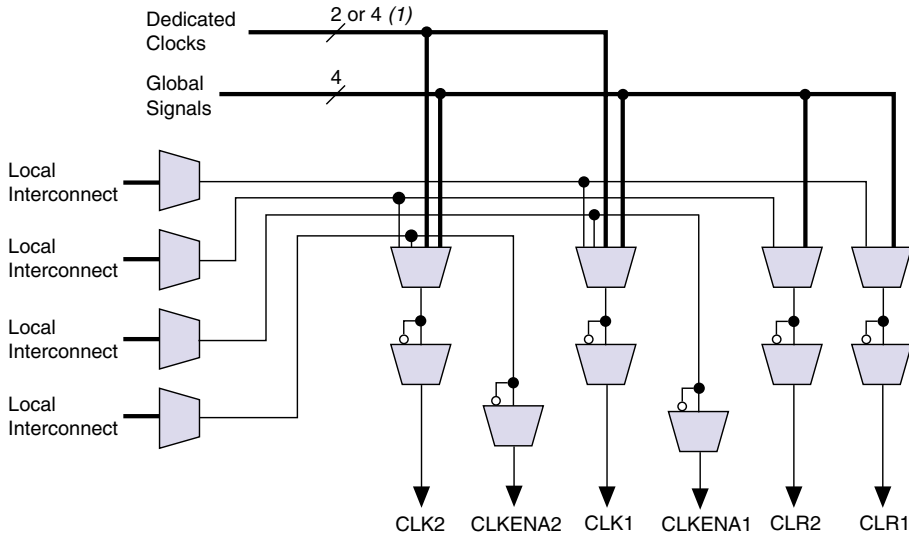 Dedicated
Clocks
2 or 4 (1)
Global
Signals
4
Local
Interconnect
Local
Interconnect
Local
Interconnect
Local
Interconnect
CLK2
CLKENA2
CLK1
CLKENA1
CLR2
CLR1